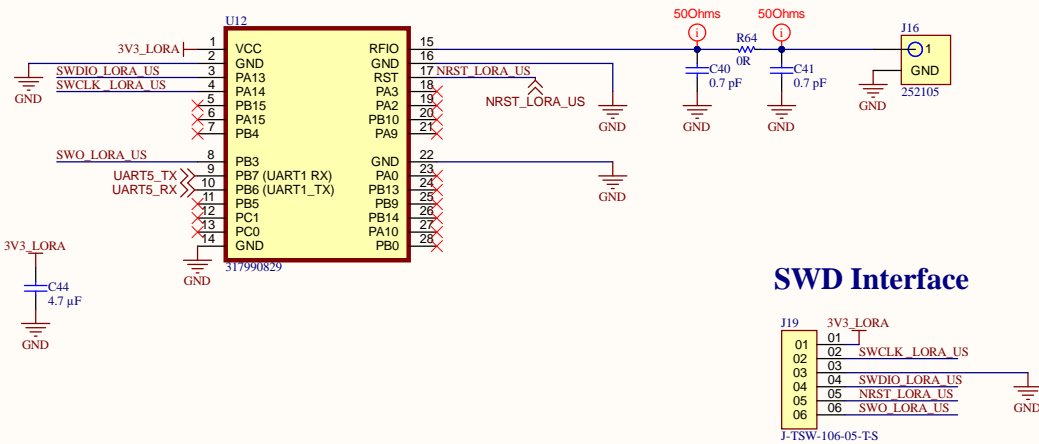 U12
3V3_LORA 1 VCC RFIO 15
GND 2 GND GND 16 GND
SWDIO_LORA_US 3 PA13 RST 17 NRST_LORA_US
NRST_LORA_US
SWCLK_LORA_US 4 PA14 PA3 18
5 PB15 PA2 19
6 PA15 PB10 20
7 PB4 PA9 21
SWO_LORA_US 8 PB3 GND 22 GND
UART5_TX 9 PB7 (UART1 RX) PA0 23
UART5_RX 10 PB6 (UART1_TX) PB13 24
11 PB5 PB9 25
12 PC1 PB14 26
13 PC0 PA10 27
GND 14 GND PB0 28
317990829
50Ohms
i
50Ohms
i
R64
0R
C40
0.7 pF
GND
C41
0.7 pF
GND
J16
1
GND
252105
GND
3V3_LORA
C44
4.7 µF
GND
SWD Interface
J19
01 01 3V3_LORA
02 02 SWCLK_LORA_US
03 03 GND
04 04 SWDIO_LORA_US
05 05 NRST_LORA_US
06 06 SWO_LORA_US
J-TSW-106-05-T-S